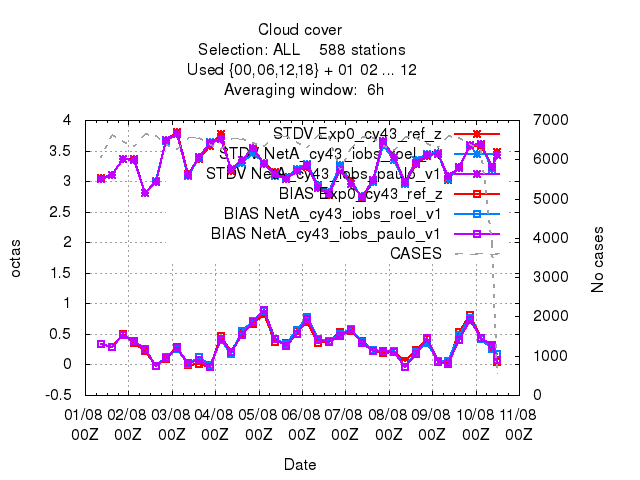 Cloud cover
Selection: ALL    588 stations
Used {00,06,12,18} + 01 02 ... 12
Averaging window:  6h
STDV Exp0_cy43_ref_z
STDV NetA_cy43_iobs_roel_v1
STDV NetA_cy43_iobs_paulo_v1
BIAS Exp0_cy43_ref_z
BIAS NetA_cy43_iobs_roel_v1
BIAS NetA_cy43_iobs_paulo_v1
CASES
4
3.5
3
2.5
2
1.5
1
0.5
0
-0.5
octas
7000
6000
5000
4000
3000
2000
1000
0
No cases
01/08 02/08 03/08 04/08 05/08 06/08 07/08 08/08 09/08 10/08 11/08
00Z 00Z 00Z 00Z 00Z 00Z 00Z 00Z 00Z 00Z 00Z
Date